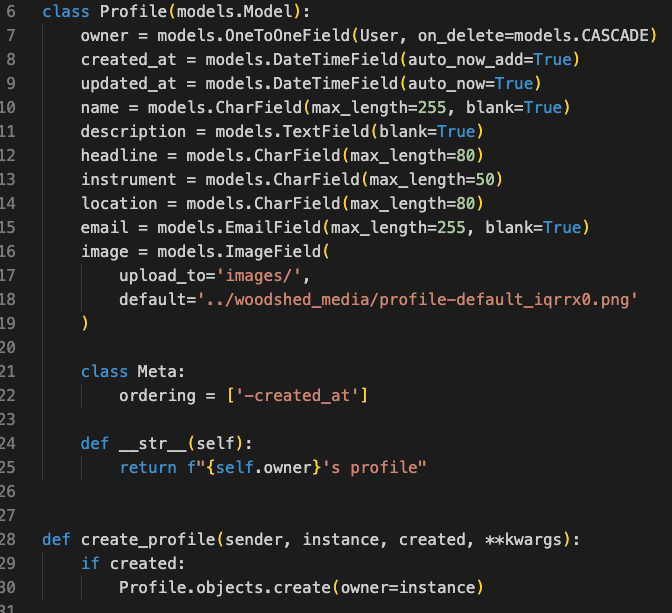 6 class Profile(models.Model):
7     owner = models.OneToOneField(User, on_delete=models.CASCADE)
8     created_at = models.DateTimeField(auto_now_add=True)
9     updated_at = models.DateTimeField(auto_now=True)
10     name = models.CharField(max_length=255, blank=True)
11     description = models.TextField(blank=True)
12     headline = models.CharField(max_length=80)
13     instrument = models.CharField(max_length=50)
14     location = models.CharField(max_length=80)
15     email = models.EmailField(max_length=255, blank=True)
16     image = models.ImageField(
17         upload_to='images/',
18         default='../woodshed_media/profile-default_iqrrx0.png'
19     )
20
21     class Meta:
22         ordering = ['-created_at']
23
24     def __str__(self):
25         return f"{self.owner}'s profile"
26
27
28 def create_profile(sender, instance, created, **kwargs):
29     if created:
30         Profile.objects.create(owner=instance)
31